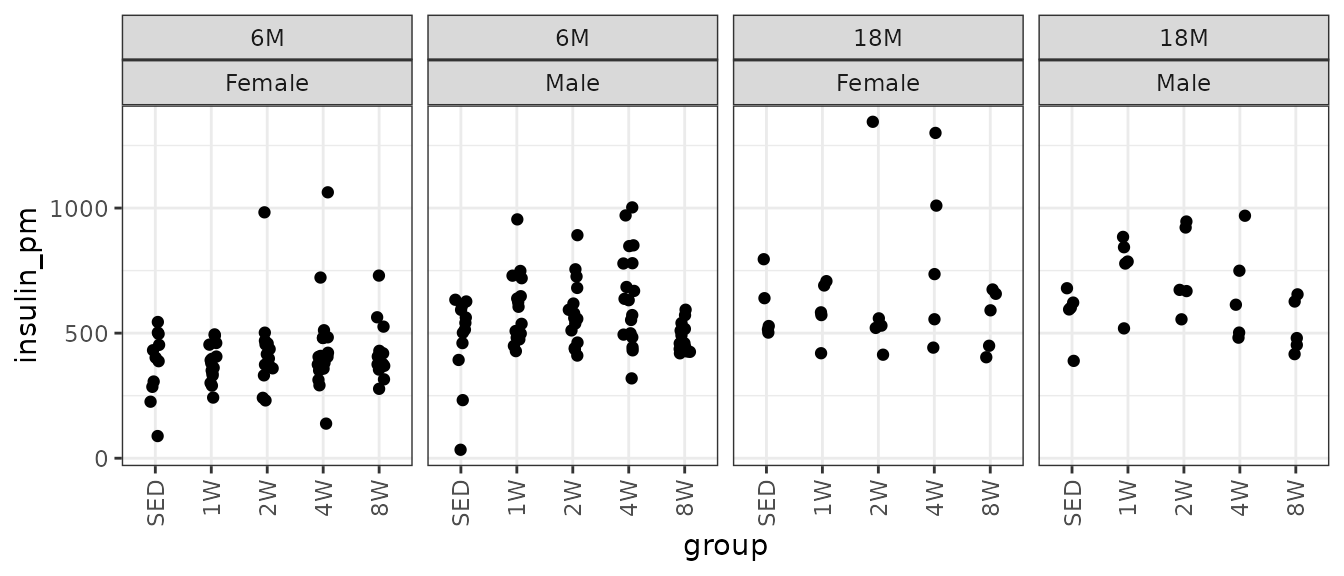 6M 6M 18M 18M
Female Male Female Male
insulin_pm
1000
500
0
SED 1W 2W 4W 8W SED 1W 2W 4W 8W SED 1W 2W 4W 8W SED 1W 2W 4W 8W
group